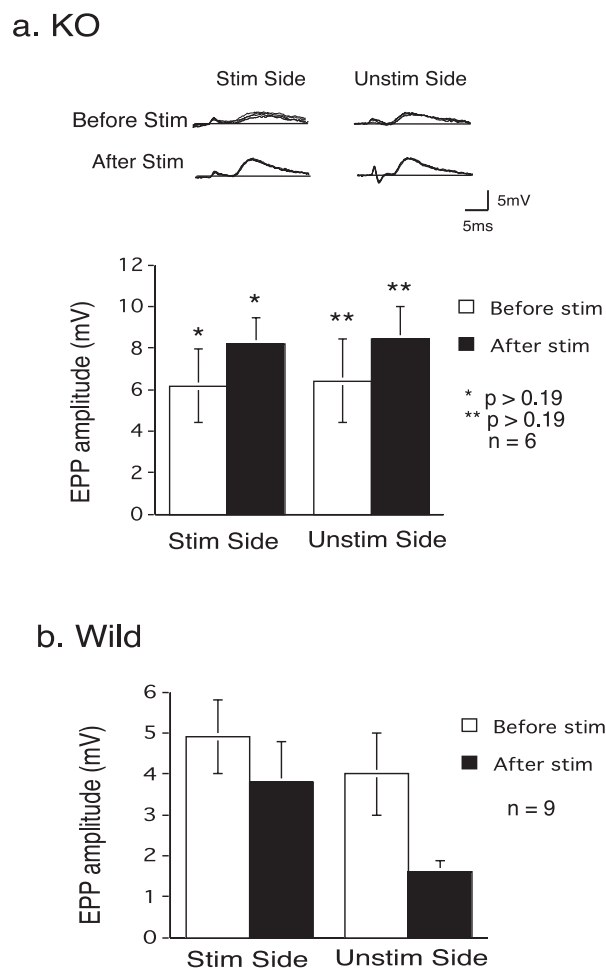 a. KO
Stim Side Unstim Side
Before Stim
After Stim
5mV
5ms
EPP amplitude (mV)
12
10
8
6
4
2
0
* * ** **
Before stim
After stim
* p > 0.19
** p > 0.19
n = 6
Stim Side Unstim Side
b. Wild
EPP amplitude (mV)
6
5
4
3
2
1
0
Before stim
After stim
n = 9
Stim Side Unstim Side